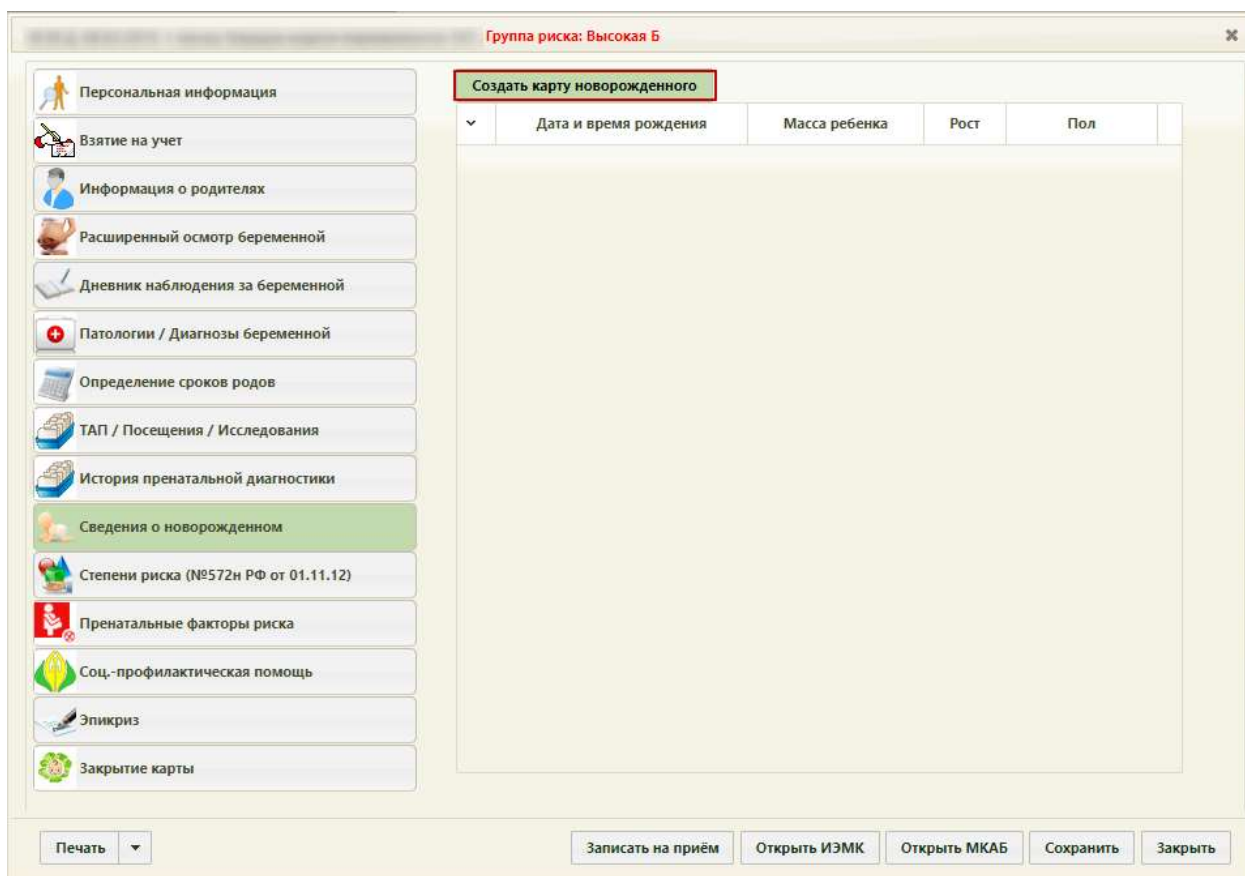 Группа риска: Высокая Б
Персональная информация
Взятие на учет
Информация о родителях
Расширенный осмотр беременной
Дневник наблюдения за беременной
Патологии / Диагнозы беременной
Определение сроков родов
ТАП / Посещения / Исследования
История пренатальной диагностики
Сведения о новорожденном
Степени риска (№572н РФ от 01.11.12)
Пренатальные факторы риска
Соц.-профилактическая помощь
Эпикриз
Закрытие карты
Создать карту новорожденного
Дата и время рождения Масса ребенка Рост Пол
Печать Записать на приём Открыть ИЭМК Открыть МКАБ Сохранить Закрыть